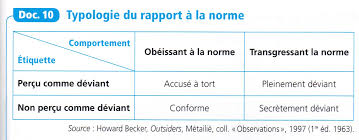 Doc. 10 Typologie du rapport à la norme
Comportement
Étiquette
Obéissant à la norme
Transgressant la norme
Perçu comme déviant
Accusé à tort
Pleinement déviant
Non perçu comme déviant
Conforme
Secrètement déviant
Source : Howard Becker, Outsiders, Métailié, coll. « Observations », 1997 (1re éd. 1963).